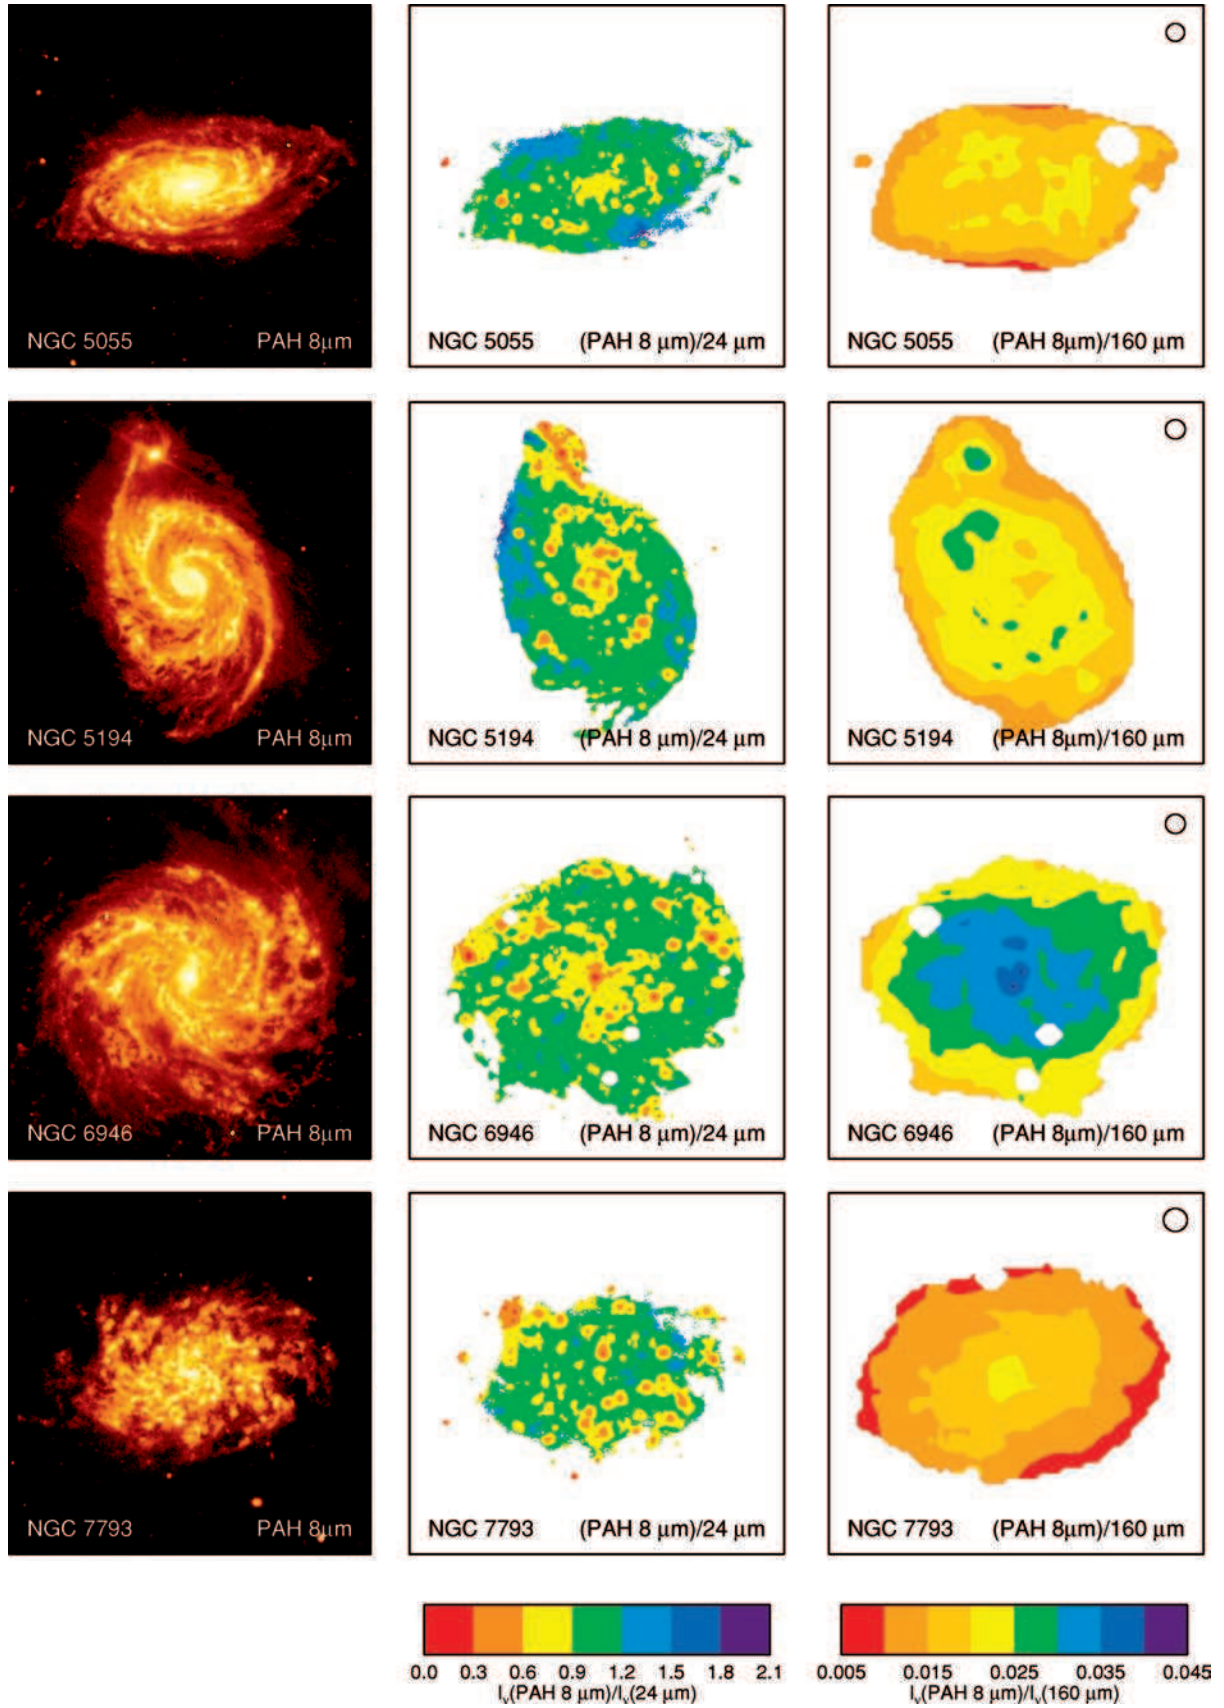 NGC 5055 PAH 8μm
NGC 5055 (PAH 8 μm)/24 μm
NGC 5055 (PAH 8μm)/160 μm
NGC 5194 PAH 8μm
NGC 5194 (PAH 8 μm)/24 μm
NGC 5194 (PAH 8μm)/160 μm
NGC 6946 PAH 8μm
NGC 6946 (PAH 8 μm)/24 μm
NGC 6946 (PAH 8μm)/160 μm
NGC 7793 PAH 8μm
NGC 7793 (PAH 8 μm)/24 μm
NGC 7793 (PAH 8μm)/160 μm
0.0 0.3 0.6 0.9 1.2 1.5 1.8 2.1
Iν(PAH 8 μm)/Iν(24 μm)
0.005 0.015 0.025 0.035 0.045
Iν(PAH 8 μm)/Iν(160 μm)